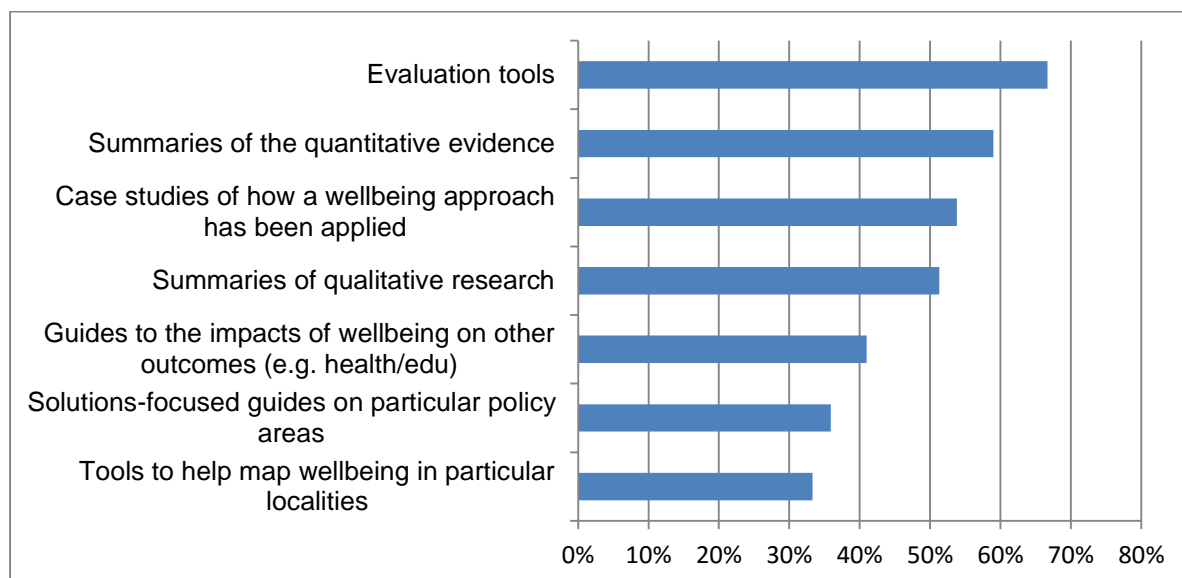 Evaluation tools
Summaries of the quantitative evidence
Case studies of how a wellbeing approach
has been applied
Summaries of qualitative research
Guides to the impacts of wellbeing on other
outcomes (e.g. health/edu)
Solutions-focused guides on particular policy
areas
Tools to help map wellbeing in particular
localities
0% 10% 20% 30% 40% 50% 60% 70% 80%